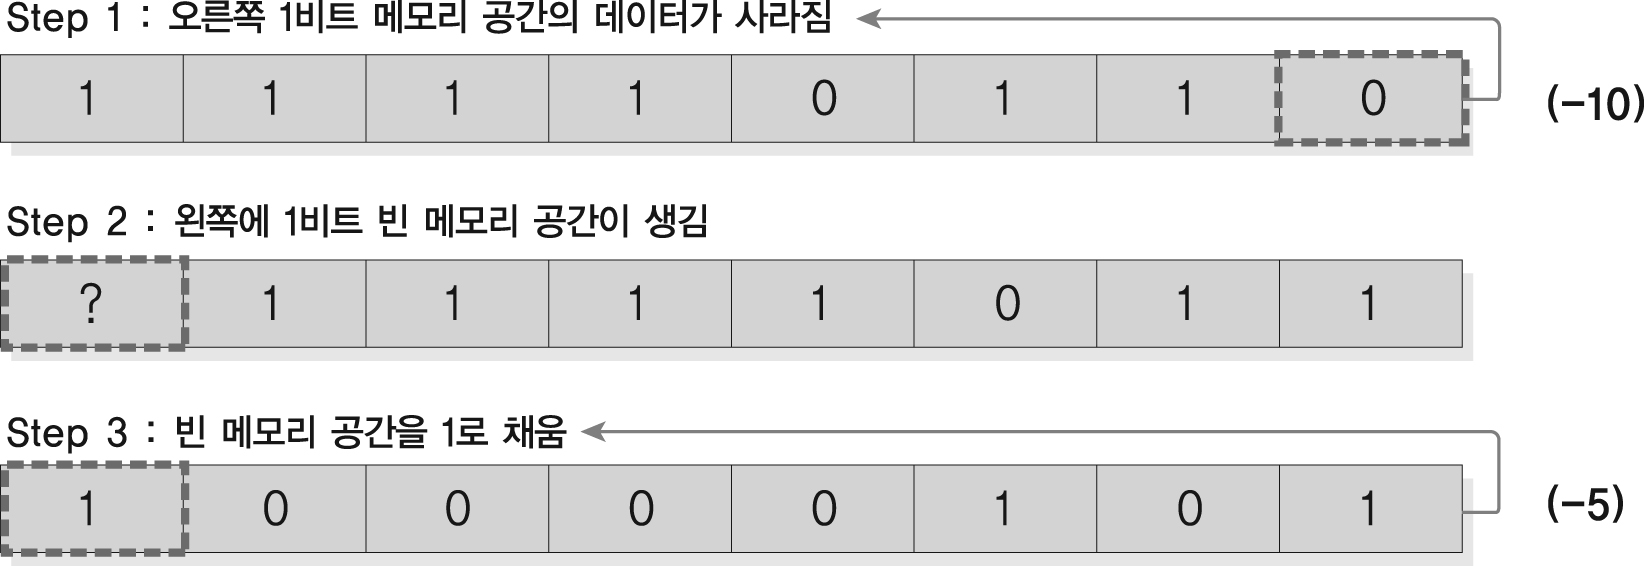 Step 1 : 오른쪽 1비트 메모리 공간의 데이터가 사라짐
1 1 1 1 0 1 1 0 (-10)
Step 2 : 왼쪽에 1비트 빈 메모리 공간이 생김
? 1 1 1 1 0 1 1
Step 3 : 빈 메모리 공간을 1로 채움
1 0 0 0 0 1 0 1 (-5)